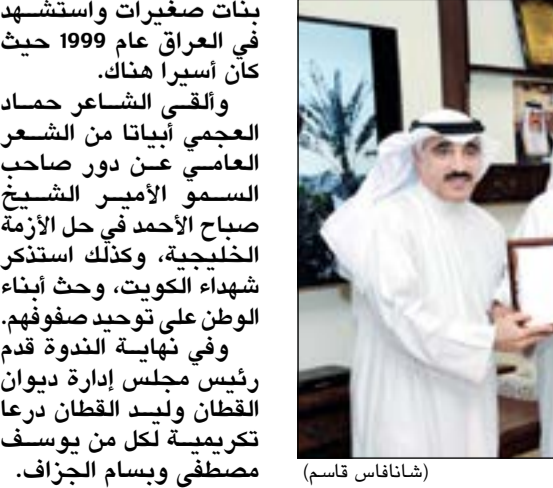 بنات صغيرات واستشهد
في العراق عام 1999 حيث
كان أسيرا هناك.
وألقى الشاعر حماد
العجمي أبياتا من الشعر
العامي عن دور صاحب
السمو الأمير الشيخ
صباح الأحمد في حل الأزمة
الخليجية، وكذلك استذكر
شهداء الكويت، وحث أبناء
الوطن على توحيد صفوفهم.
وفي نهاية الندوة قدم
رئيس مجلس إدارة ديوان
القطان وليد القطان درعا
تكريمية لكل من يوسف
مصطفى وبسام الجزاف.
(شانافاس قاسم)